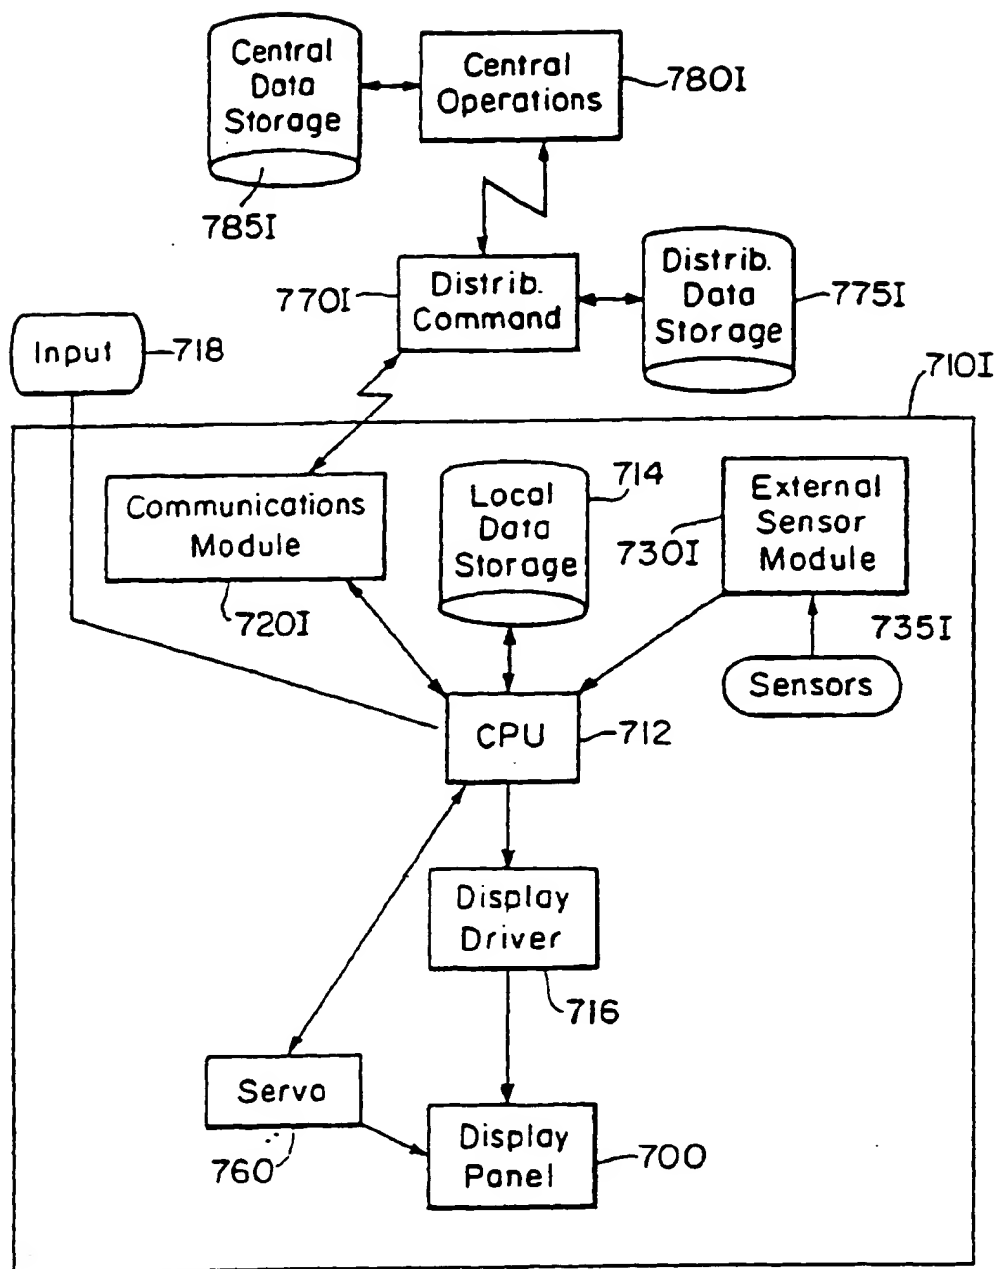 Central
Data
Storage
Central
Operations
780I
785I
770I
Distrib.
Command
Distrib.
Data
Storage
775I
Input
718
710I
Communications
Module
720I
Local
Data
Storage
714
730I
External
Sensor
Module
735I
Sensors
CPU
712
Display
Driver
716
Servo
760
Display
Panel
700